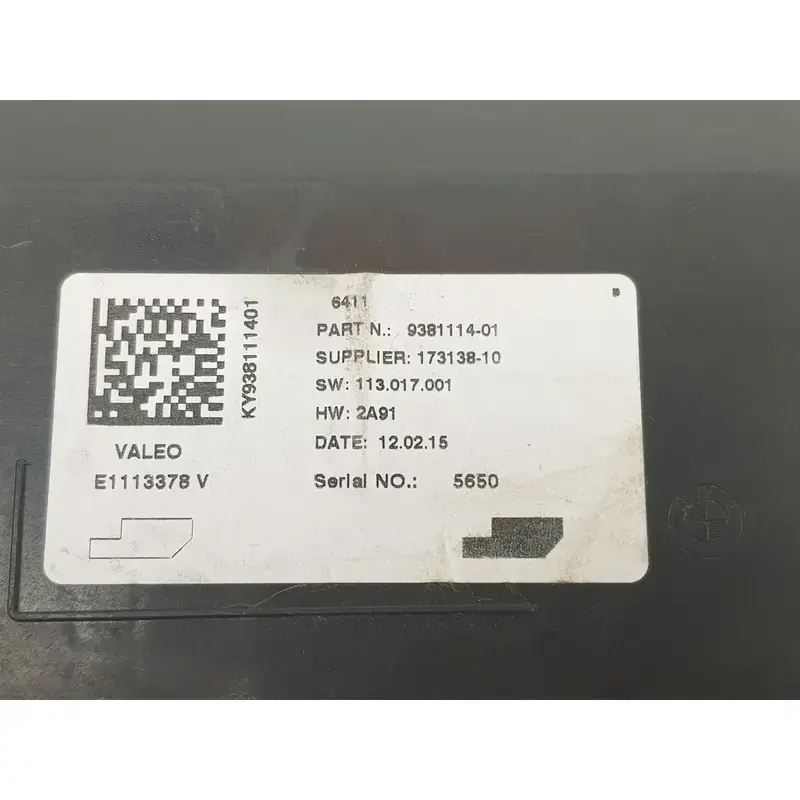 6411
PART N.: 9381114-01
SUPPLIER: 173138-10
SW: 113.017.001
HW: 2A91
DATE: 12.02.15
Serial NO.: 5650
KY938111401
VALEO
E1113378 V